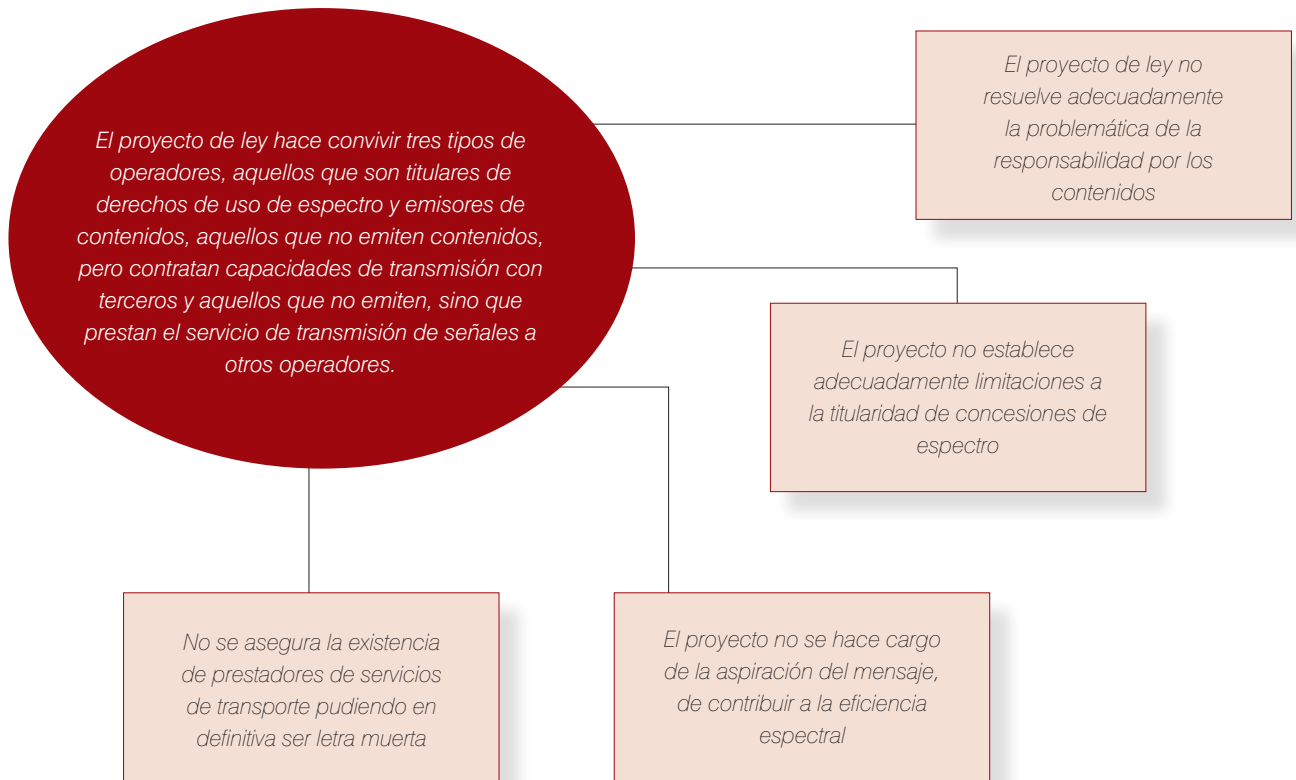 El proyecto de ley hace convivir tres tipos de
operadores, aquellos que son titulares de
derechos de uso de espectro y emisores de
contenidos, aquellos que no emiten contenidos,
pero contratan capacidades de transmisión con
terceros y aquellos que no emiten, sino que
prestan el servicio de transmisión de señales a
otros operadores.
El proyecto de ley no
resuelve adecuadamente
la problemática de la
responsabilidad por los
contenidos
El proyecto no establece
adecuadamente limitaciones a
la titularidad de concesiones de
espectro
No se asegura la existencia
de prestadores de servicios
de transporte pudiendo en
definitiva ser letra muerta
El proyecto no se hace cargo
de la aspiración del mensaje,
de contribuir a la eficiencia
espectral